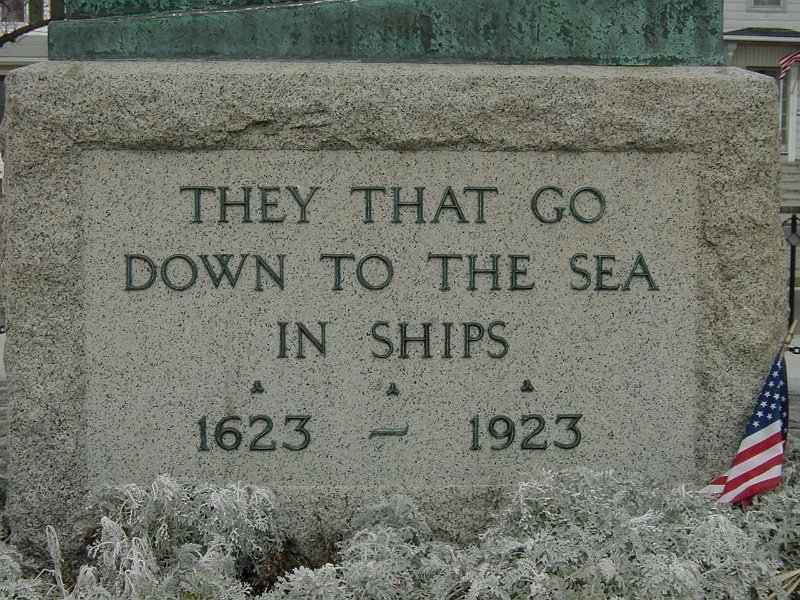 THEY THAT GO
DOWN TO THE SEA
IN SHIPS
1623 – 1923